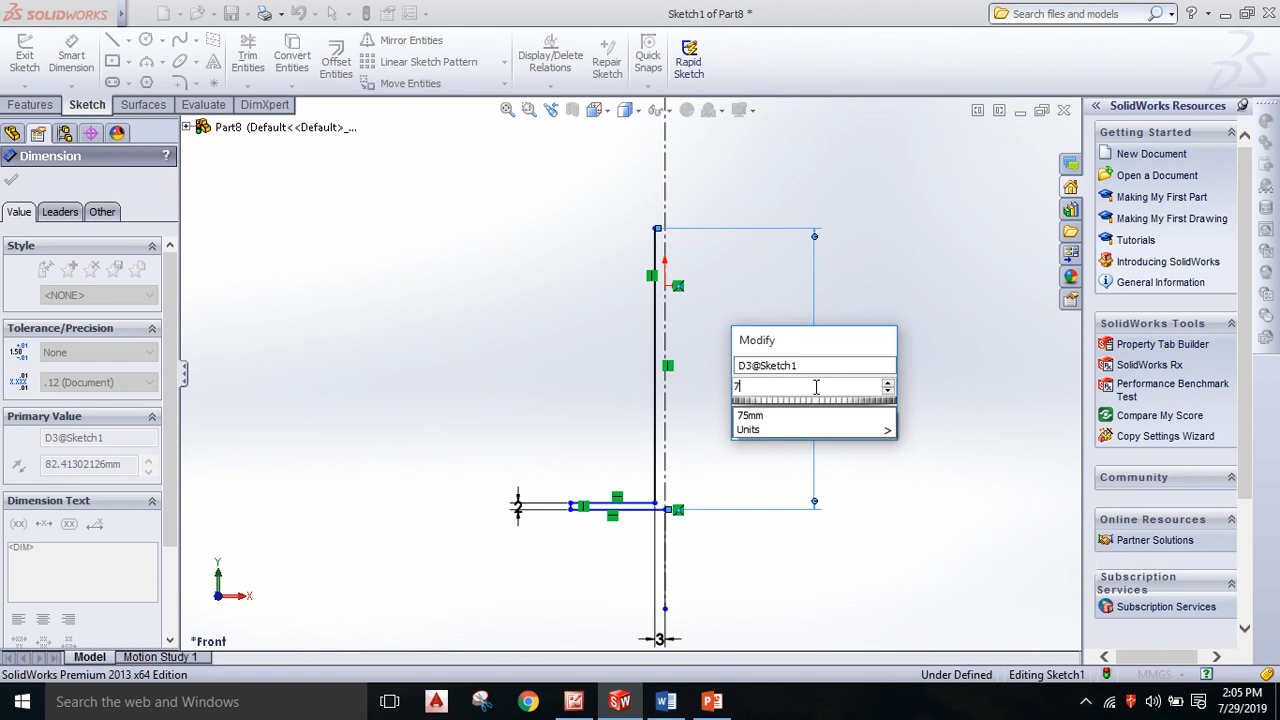 SOLIDWORKS
Sketch1 of Part8 *
Search files and models
Exit Sketch
Smart Dimension
Trim Entities
Convert Entities
Offset Entities
Mirror Entities
Linear Sketch Pattern
Move Entities
Display/Delete Relations
Repair Sketch
Quick Snaps
Rapid Sketch
Features
Sketch
Surfaces
Evaluate
DimXpert
Part8 (Default<<Default>_...
Dimension
?
Value
Leaders
Other
Style
<NONE>
Tolerance/Precision
1.50
None
.12 (Document)
D3@Sketch1
82.41302126mm
Dimension Text
(xx)
<DIM>
Y
X
*Front
2
3
Modify
D3@Sketch1
7
75mm
Units >
SolidWorks Resources
Getting Started
New Document
Open a Document
Making My First Part
Making My First Drawing
Tutorials
Introducing SolidWorks
General Information
SolidWorks Tools
Property Tab Builder
SolidWorks Rx
Performance Benchmark
Test
Compare My Score
Copy Settings Wizard
Community
Online Resources
Partner Solutions
Subscription
Services
Subscription Services
Model
Motion Study 1
SolidWorks Premium 2013 x64 Edition
Under Defined
Editing Sketch1
MMGS
Search the web and Windows
2:05 PM
7/29/2019